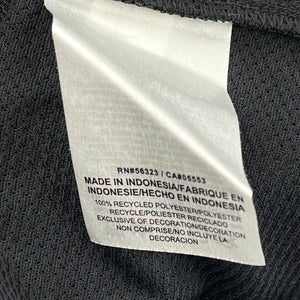 RN#56323 / CA#05553
MADE IN INDONESIA/FABRIQUE EN
INDONESIE/HECHO EN INDONESIA
100% RECYCLED POLYESTER/POLYESTER
RECYCLE/POLIESTER RECICLADO
EXCLUSIVE OF DECORATION/DECORATION
NON COMPRISE/NO INCLUYE LA
DECORACION